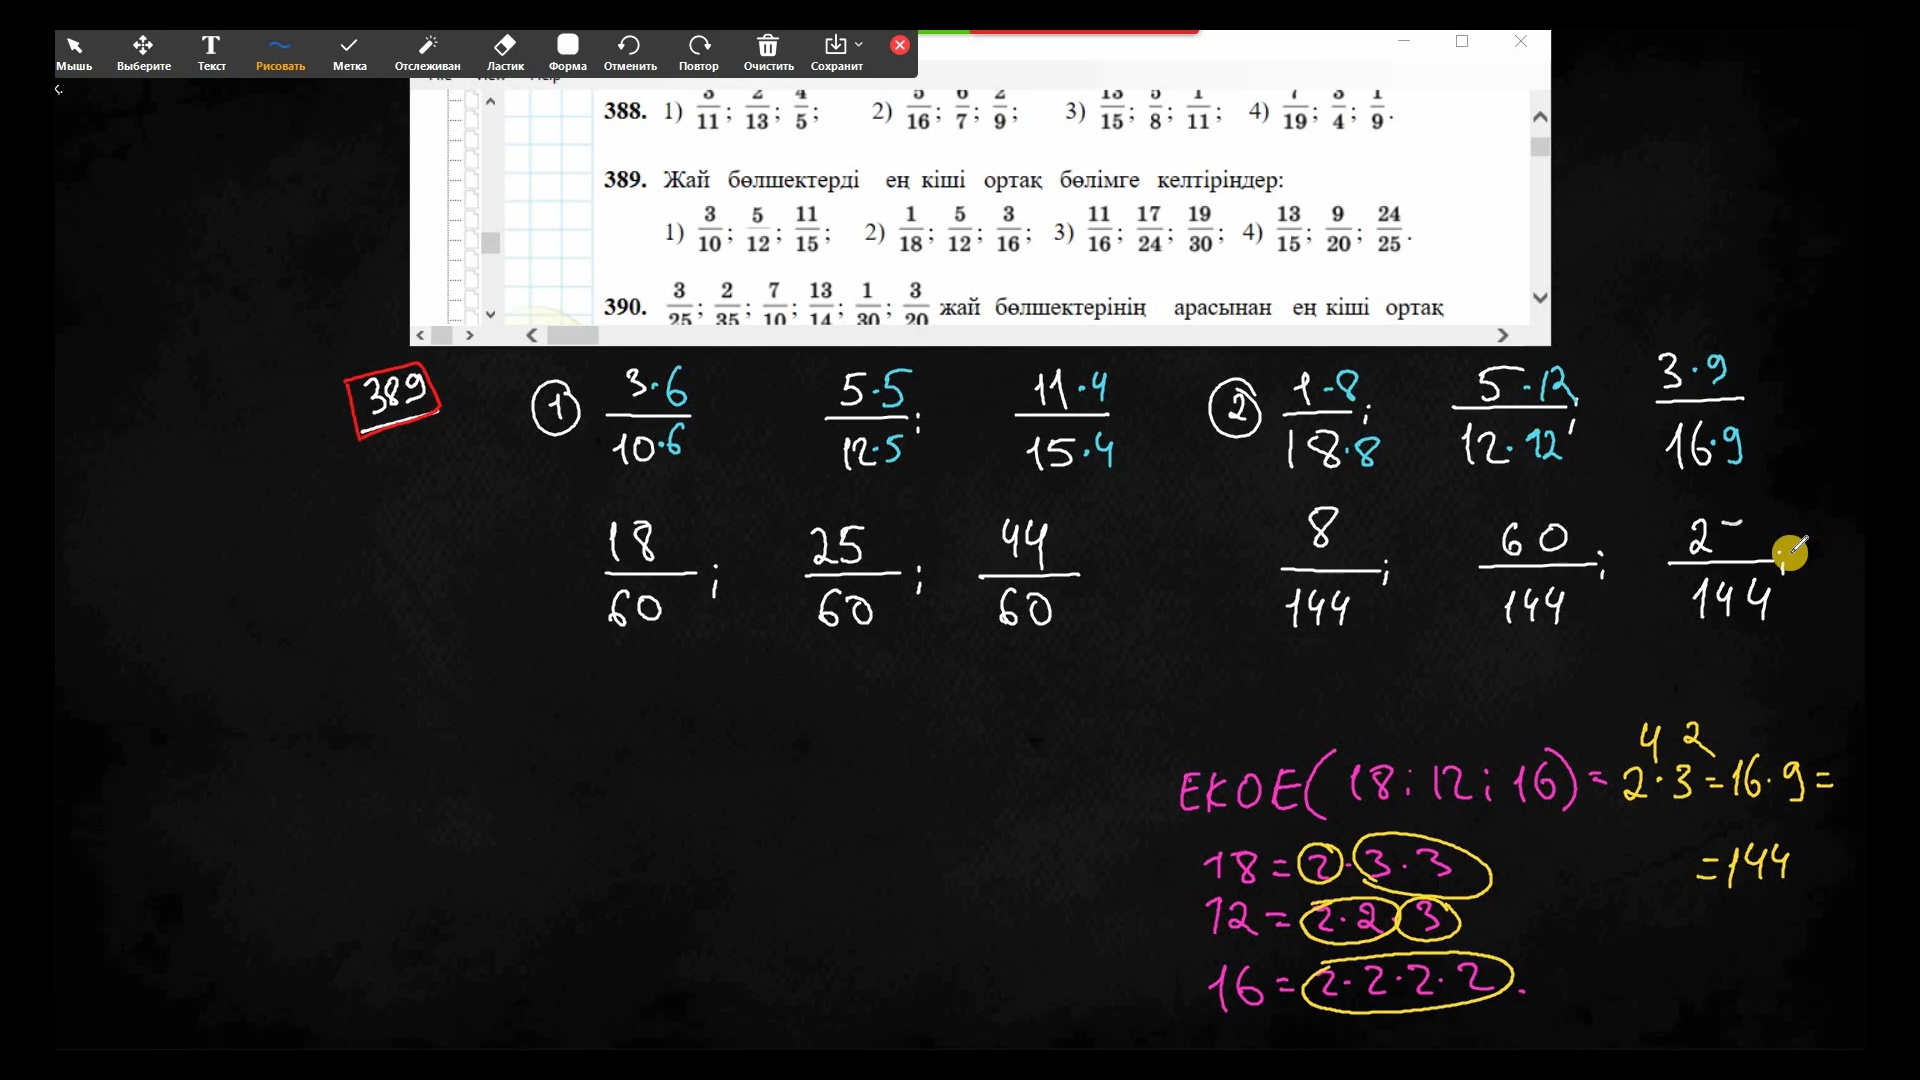 Мышь Выберите Текст Рисовать Метка Отслеживан Ластик Форма Отменить Повтор Очистить Сохранит
388. 1) 3/11; 2/13; 4/5; 2) 5/16; 6/7; 2/9; 3) 13/15; 5/8; 1/11; 4) 7/19; 3/4; 1/9.
389. Жай бөлшектерді ең кіші ортақ бөлімге келтіріңдер:
1) 3/10; 5/12; 11/15; 2) 1/18; 5/12; 3/16; 3) 11/16; 17/24; 19/30; 4) 13/15; 9/20; 24/25.
390. 3/25; 2/35; 7/10; 13/14; 1/30; 3/20 жай бөлшектерінің арасынан ең кіші ортақ
389 1 3·6/10·6 5·5/12·5; 11·4/15·4 2 1·8/18·8; 5·12/12·12; 3·9/16·9
18/60; 25/60; 44/60 8/144; 60/144; 2/144;
ЕКОЕ(18; 12; 16) = 2⁴·3² = 16·9 =
= 144
18 = 2·3·3
12 = 2·2·3
16 = 2·2·2·2.